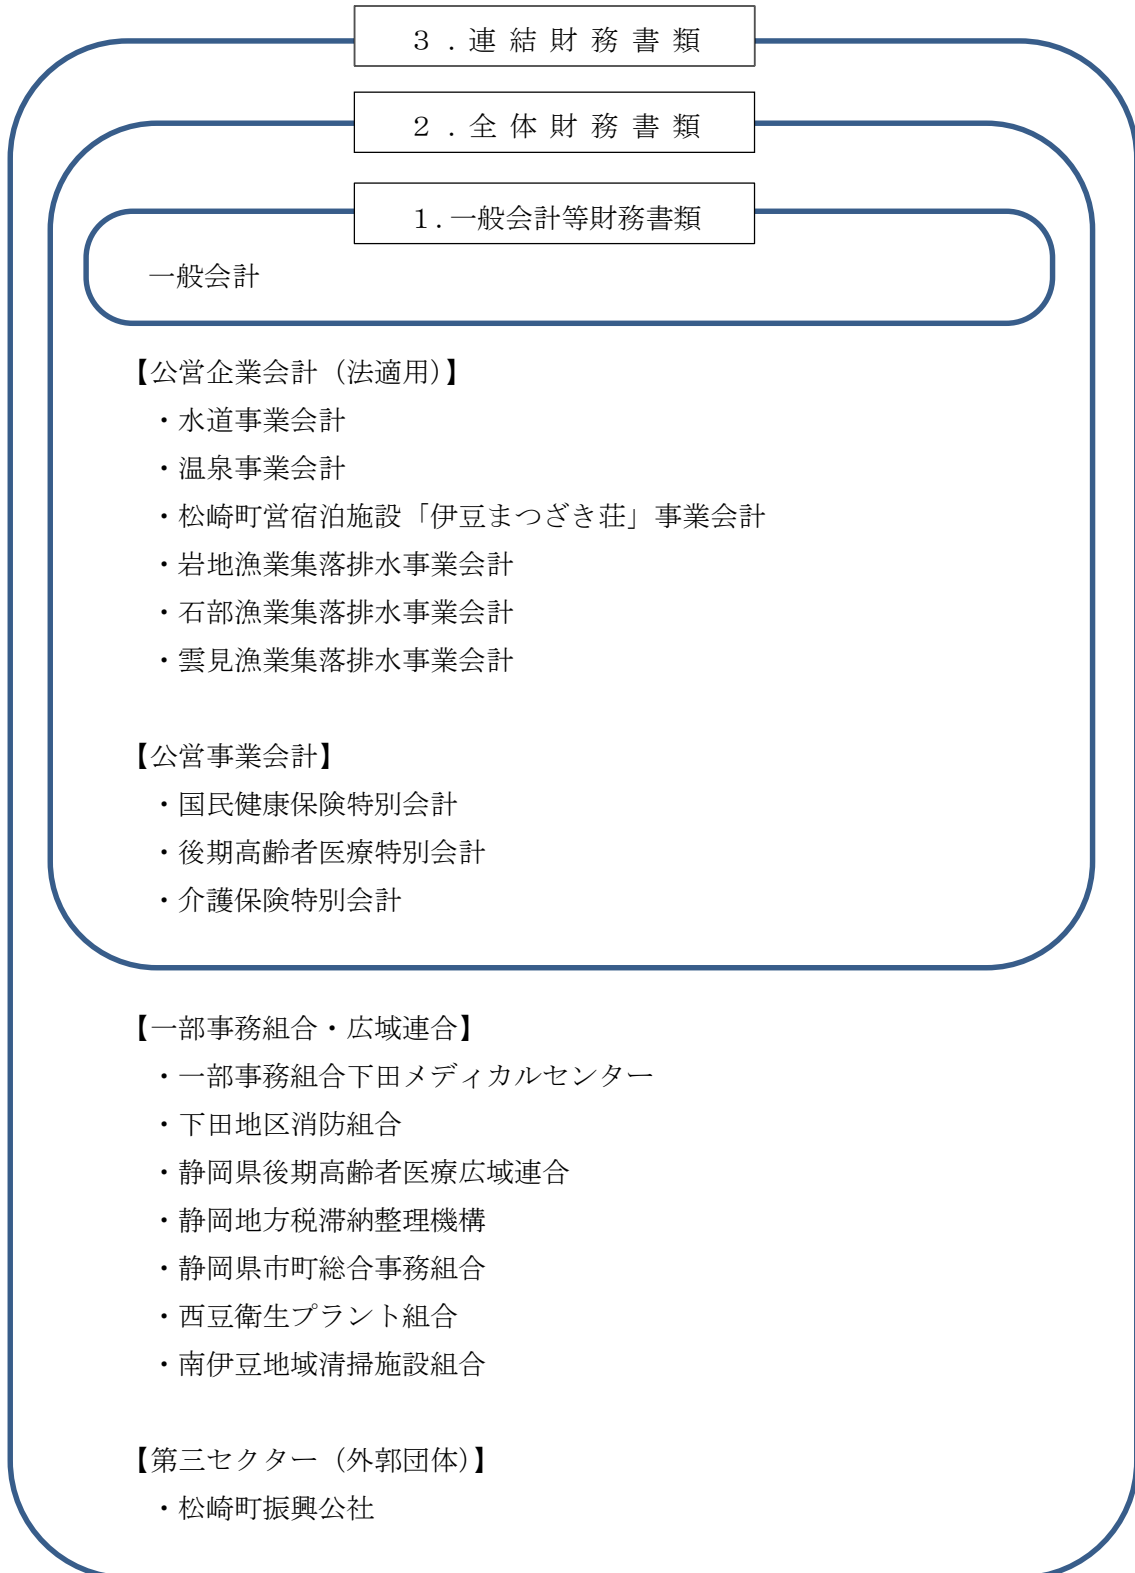 ３．連結財務書類
２．全体財務書類
１．一般会計等財務書類
一般会計
【公営企業会計（法適用）】
・水道事業会計
・温泉事業会計
・松崎町営宿泊施設「伊豆まつざき荘」事業会計
・岩地漁業集落排水事業会計
・石部漁業集落排水事業会計
・雲見漁業集落排水事業会計
【公営事業会計】
・国民健康保険特別会計
・後期高齢者医療特別会計
・介護保険特別会計
【一部事務組合・広域連合】
・一部事務組合下田メディカルセンター
・下田地区消防組合
・静岡県後期高齢者医療広域連合
・静岡地方税滞納整理機構
・静岡県市町総合事務組合
・西豆衛生プラント組合
・南伊豆地域清掃施設組合
【第三セクター（外郭団体）】
・松崎町振興公社